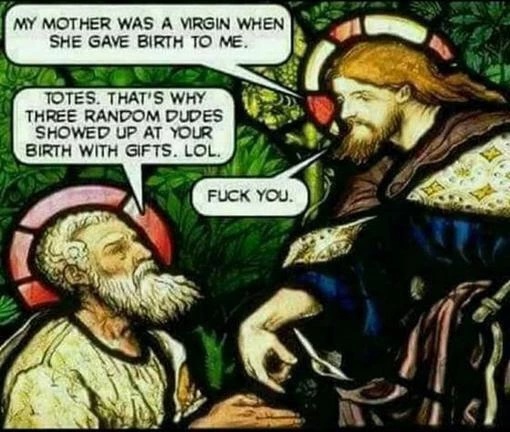 MY MOTHER WAS A VIRGIN WHEN
SHE GAVE BIRTH TO ME.
TOTES. THAT'S WHY
THREE RANDOM DUDES
SHOWED UP AT YOUR
BIRTH WITH GIFTS. LOL.
FUCK YOU.